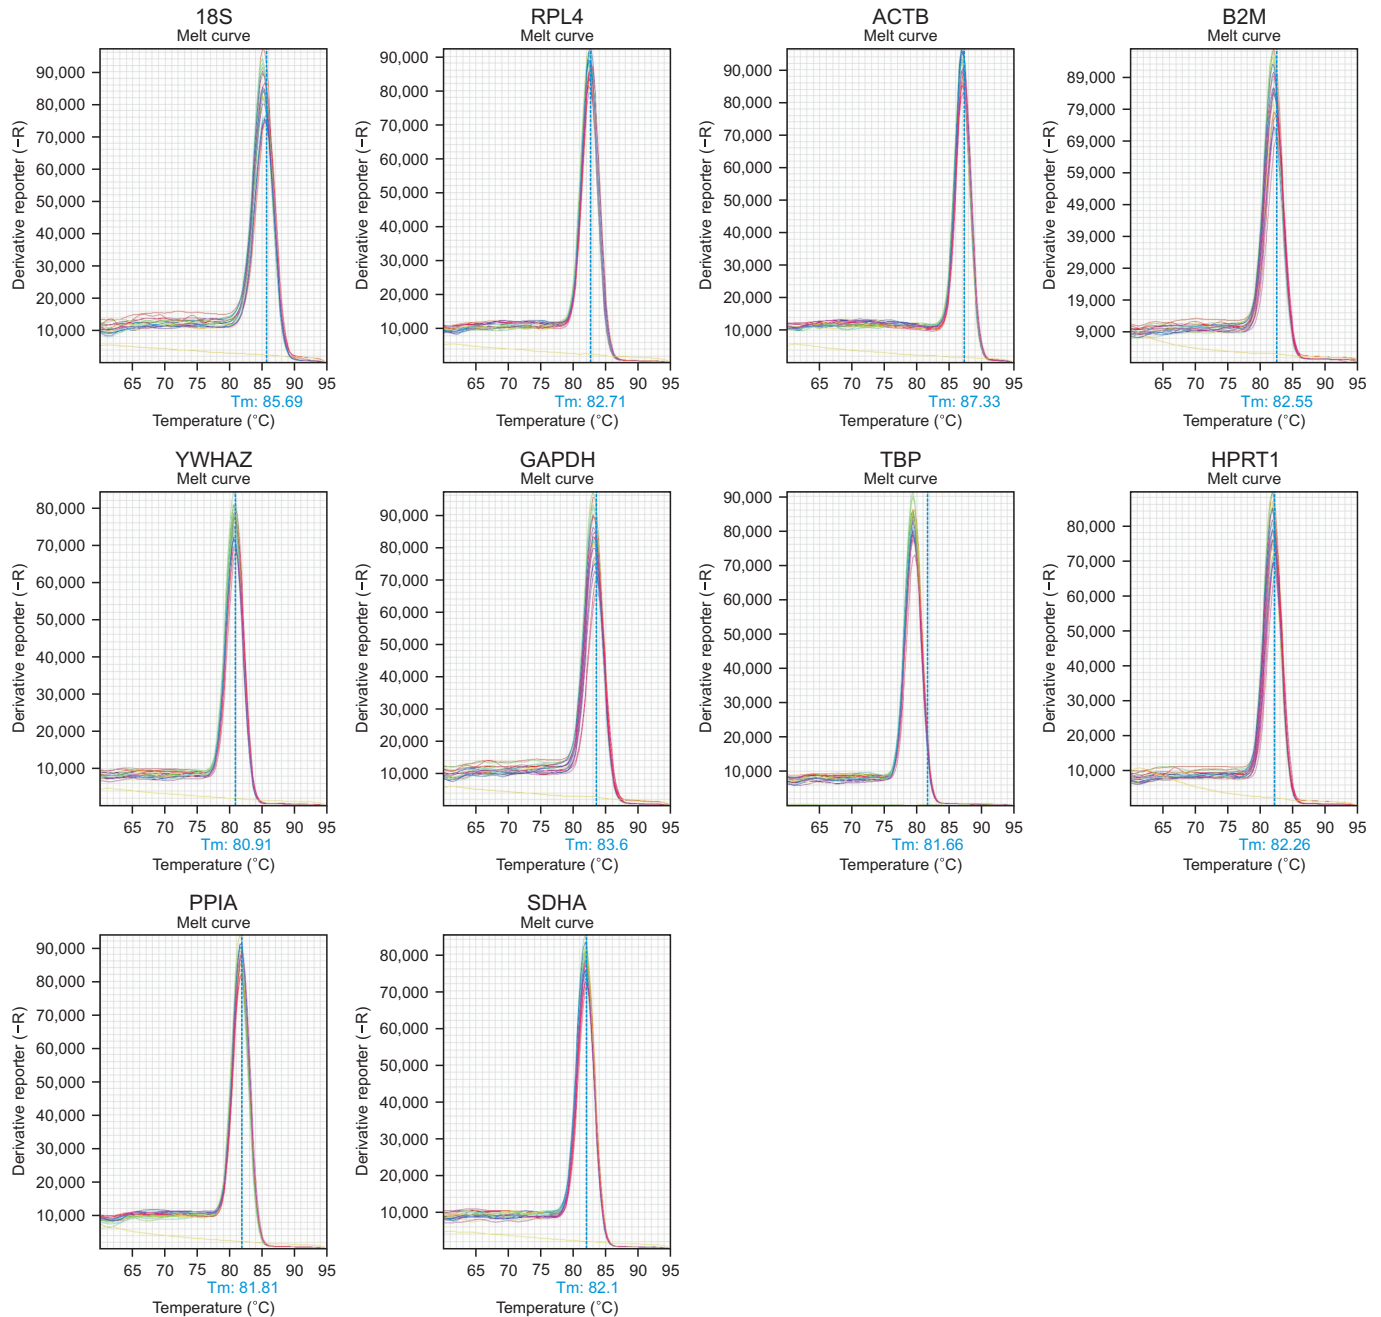 18S
Melt curve
Derivative reporter (−R)
90,000
80,000
70,000
60,000
50,000
40,000
30,000
20,000
10,000
65 70 75 80 85 90 95
Tm: 85.69
Temperature (°C)
RPL4
Melt curve
Derivative reporter (−R)
90,000
80,000
70,000
60,000
50,000
40,000
30,000
20,000
10,000
65 70 75 80 85 90 95
Tm: 82.71
Temperature (°C)
ACTB
Melt curve
Derivative reporter (−R)
90,000
80,000
70,000
60,000
50,000
40,000
30,000
20,000
10,000
65 70 75 80 85 90 95
Tm: 87.33
Temperature (°C)
B2M
Melt curve
Derivative reporter (−R)
89,000
79,000
69,000
59,000
49,000
39,000
29,000
19,000
9,000
65 70 75 80 85 90 95
Tm: 82.55
Temperature (°C)
YWHAZ
Melt curve
Derivative reporter (−R)
80,000
70,000
60,000
50,000
40,000
30,000
20,000
10,000
65 70 75 80 85 90 95
Tm: 80.91
Temperature (°C)
GAPDH
Melt curve
Derivative reporter (−R)
90,000
80,000
70,000
60,000
50,000
40,000
30,000
20,000
10,000
65 70 75 80 85 90 95
Tm: 83.6
Temperature (°C)
TBP
Melt curve
Derivative reporter (−R)
90,000
80,000
70,000
60,000
50,000
40,000
30,000
20,000
10,000
65 70 75 80 85 90 95
Tm: 81.66
Temperature (°C)
HPRT1
Melt curve
Derivative reporter (−R)
80,000
70,000
60,000
50,000
40,000
30,000
20,000
10,000
65 70 75 80 85 90 95
Tm: 82.26
Temperature (°C)
PPIA
Melt curve
Derivative reporter (−R)
90,000
80,000
70,000
60,000
50,000
40,000
30,000
20,000
10,000
65 70 75 80 85 90 95
Tm: 81.81
Temperature (°C)
SDHA
Melt curve
Derivative reporter (−R)
80,000
70,000
60,000
50,000
40,000
30,000
20,000
10,000
65 70 75 80 85 90 95
Tm: 82.1
Temperature (°C)